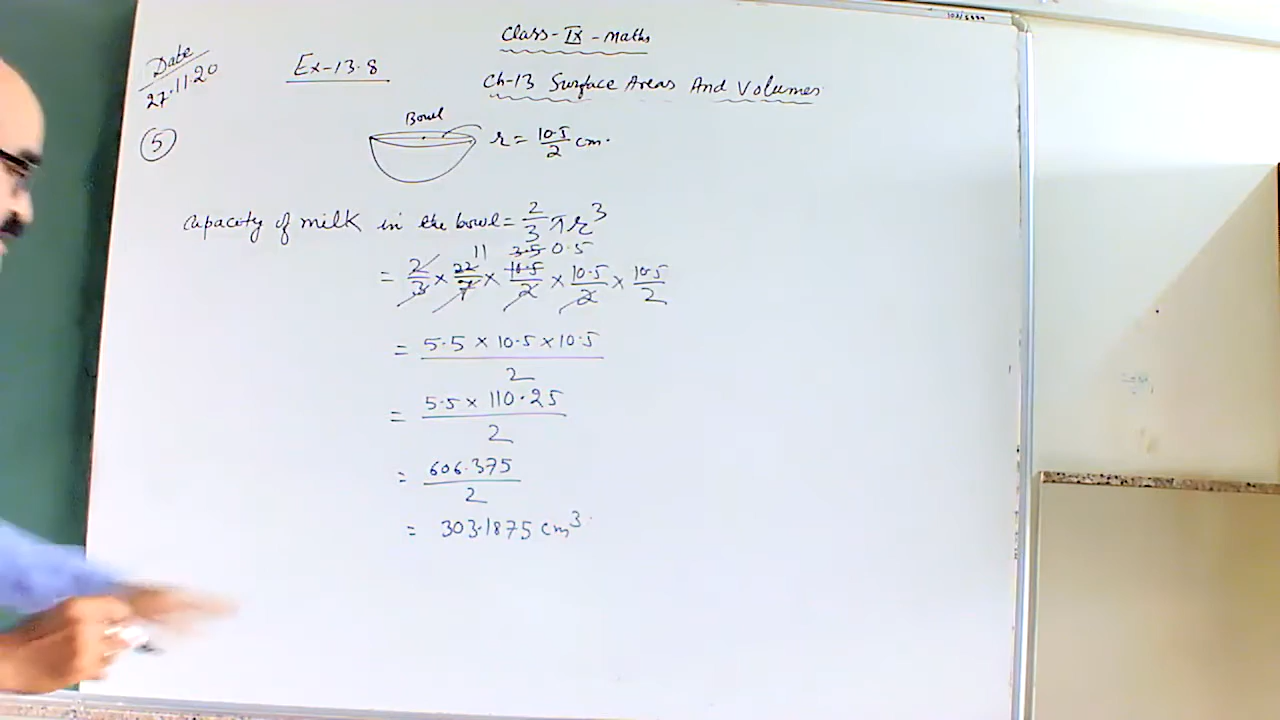 Class-IX-Maths
Date
27.11.20
Ex-13.8
Ch-13 Surface Areas And Volumes
5
Bowl
r = 10.5/2 cm.
Capacity of milk in the bowl = 2/3 πr³
11 3.5 0.5
= 2/3 × 22/7 × 10.5/2 × 10.5/2 × 10.5/2
= 5.5 × 10.5 × 10.5 / 2
= 5.5 × 110.25 / 2
= 606.375 / 2
= 303.1875 cm³